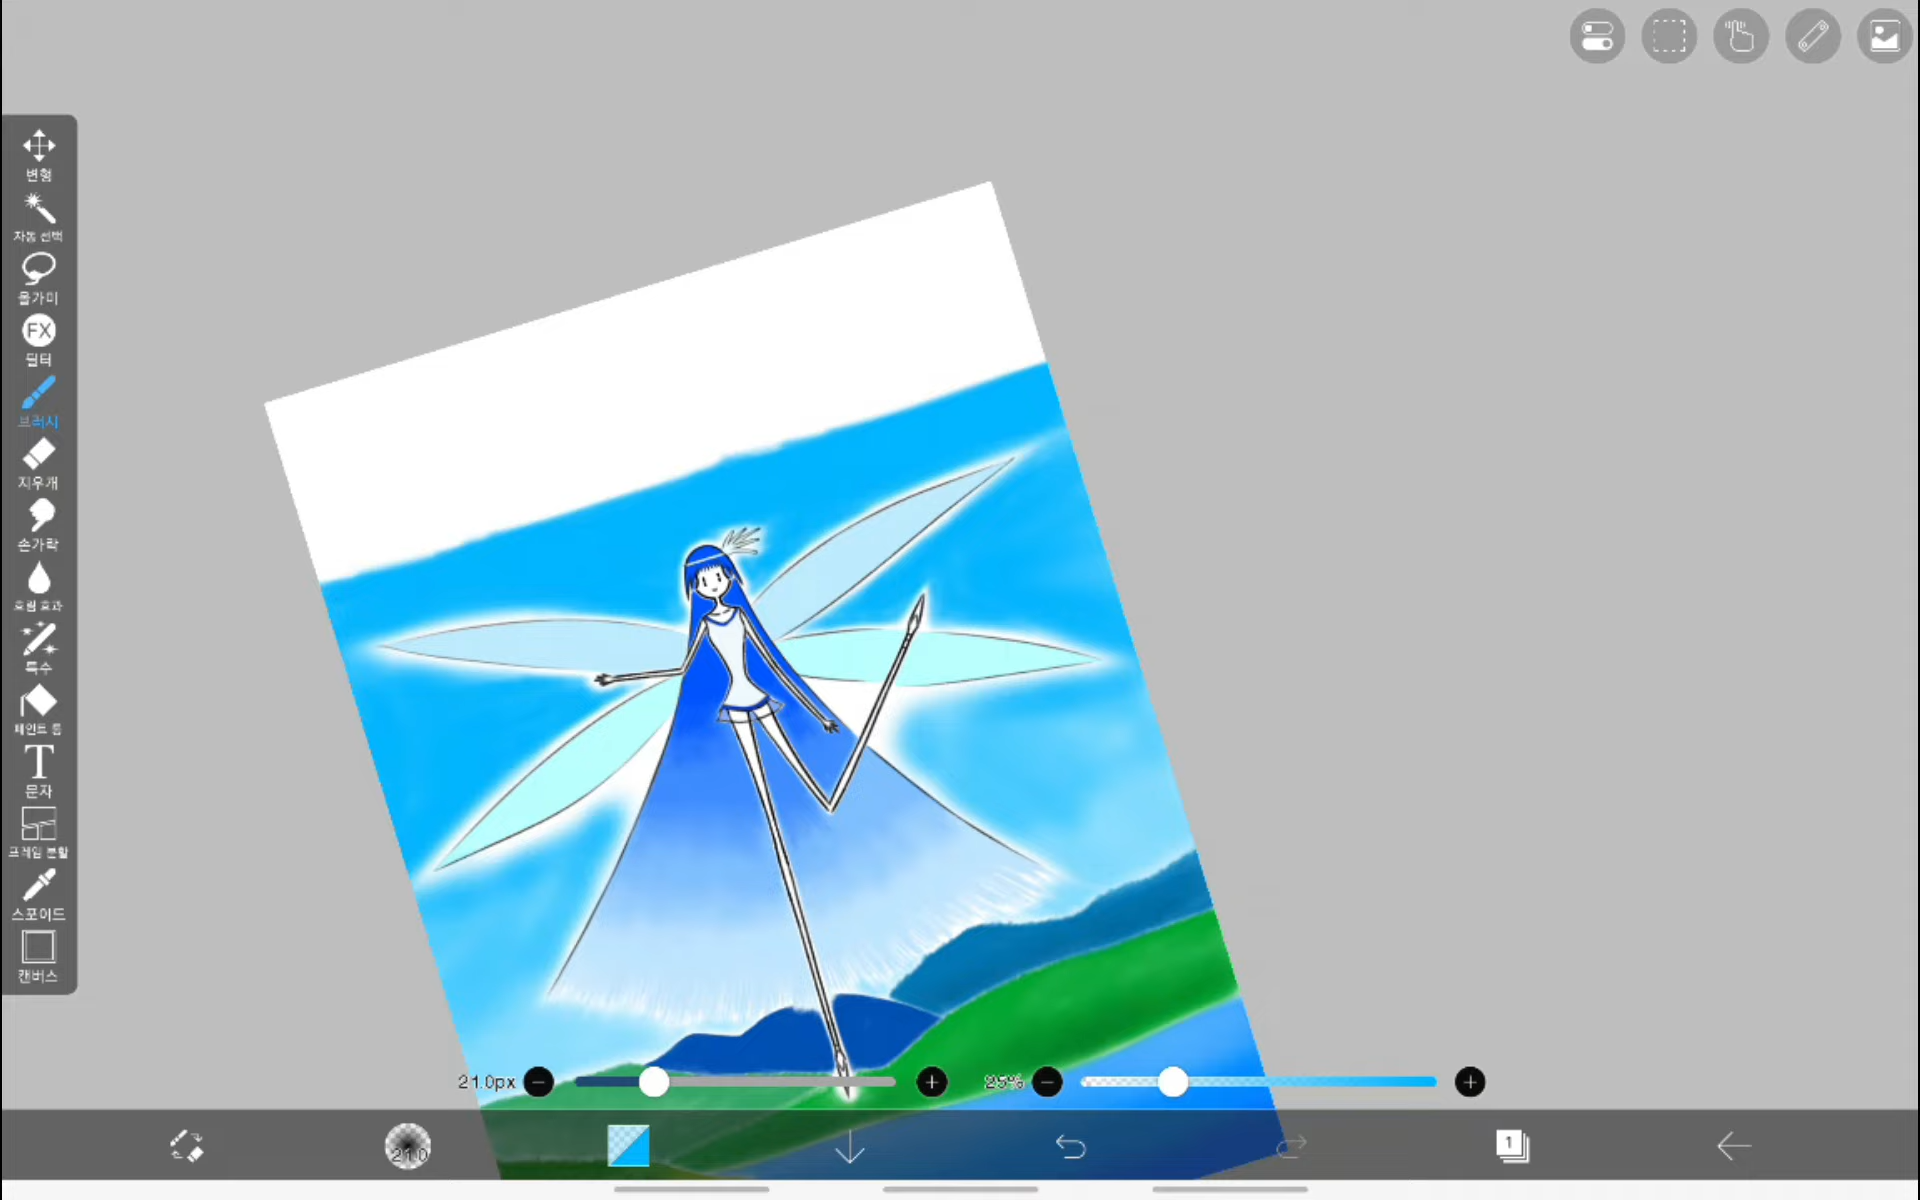 변형
자동 선택
올가미
FX
필터
브러시
지우개
손가락
흐림 효과
특수
페인트 통
T
문자
프레임 분할
스포이드
캔버스
21.0px
25%
21.0
1